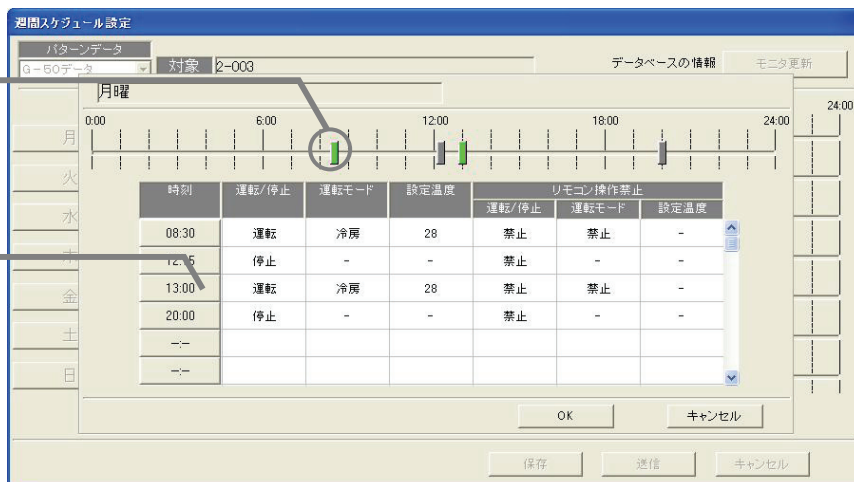 週間スケジュール設定
パターンデータ
G-50データ 対象 2-003 データベースの情報 モニタ更新
月曜
0:00 6:00 12:00 18:00 24:00 24:00
月
火
水
木
金
土
日
時刻 運転/停止 運転モード 設定温度 リモコン操作禁止
運転/停止 運転モード 設定温度
08:30 運転 冷房 28 禁止 禁止 -
12:15 停止 - - 禁止 - -
13:00 運転 冷房 28 禁止 禁止 -
20:00 停止 - - 禁止 - -
-:-
-:-
OK キャンセル
保存 送信 キャンセル